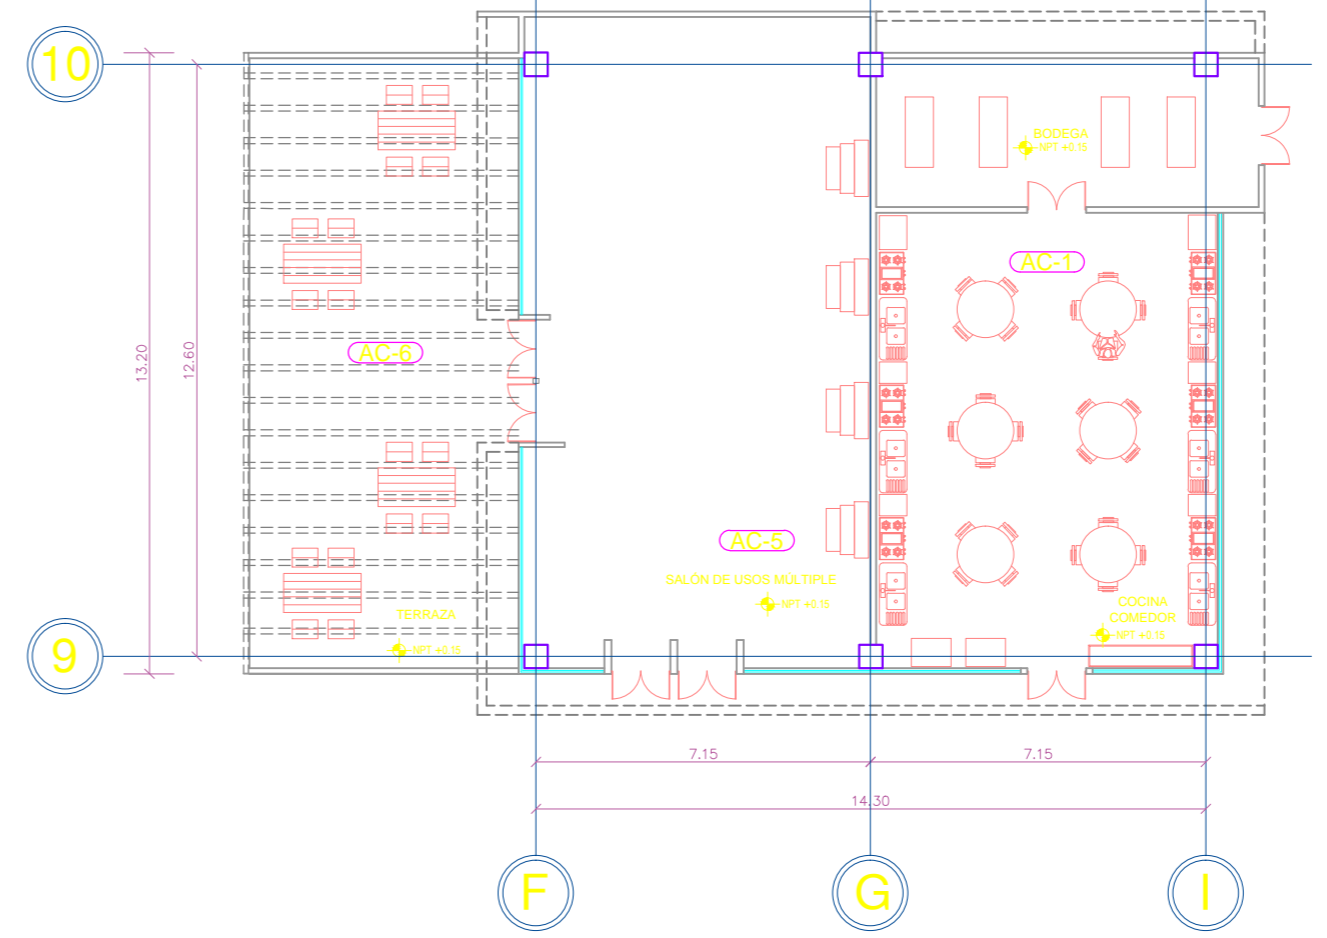 10
BODEGA
NPT +0.15
AC-1
13.20
12.60
AC-6
AC-5
SALÓN DE USOS MÚLTIPLE
NPT +0.15
COCINA
COMEDOR
NPT +0.15
TERRAZA
NPT +0.15
9
7.15
7.15
14.30
F
G
I